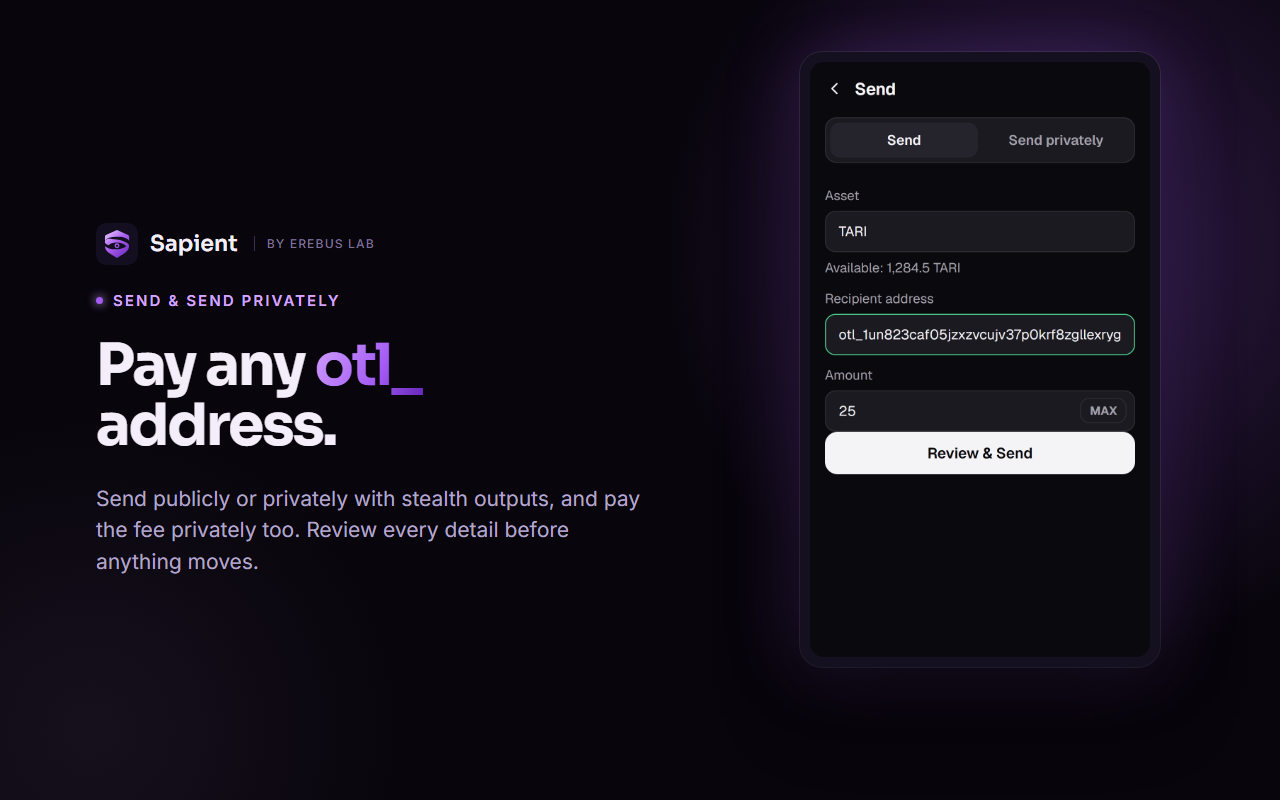 Sapient
BY EREBUS LAB
SEND & SEND PRIVATELY
Pay any otl_
address.
Send publicly or privately with stealth outputs, and pay
the fee privately too. Review every detail before
anything moves.
Send
Send
Send privately
Asset
TARI
Available: 1,284.5 TARI
Recipient address
otl_1un823caf05jzxzvcujv37p0krf8zgllexryg
Amount
25
MAX
Review & Send